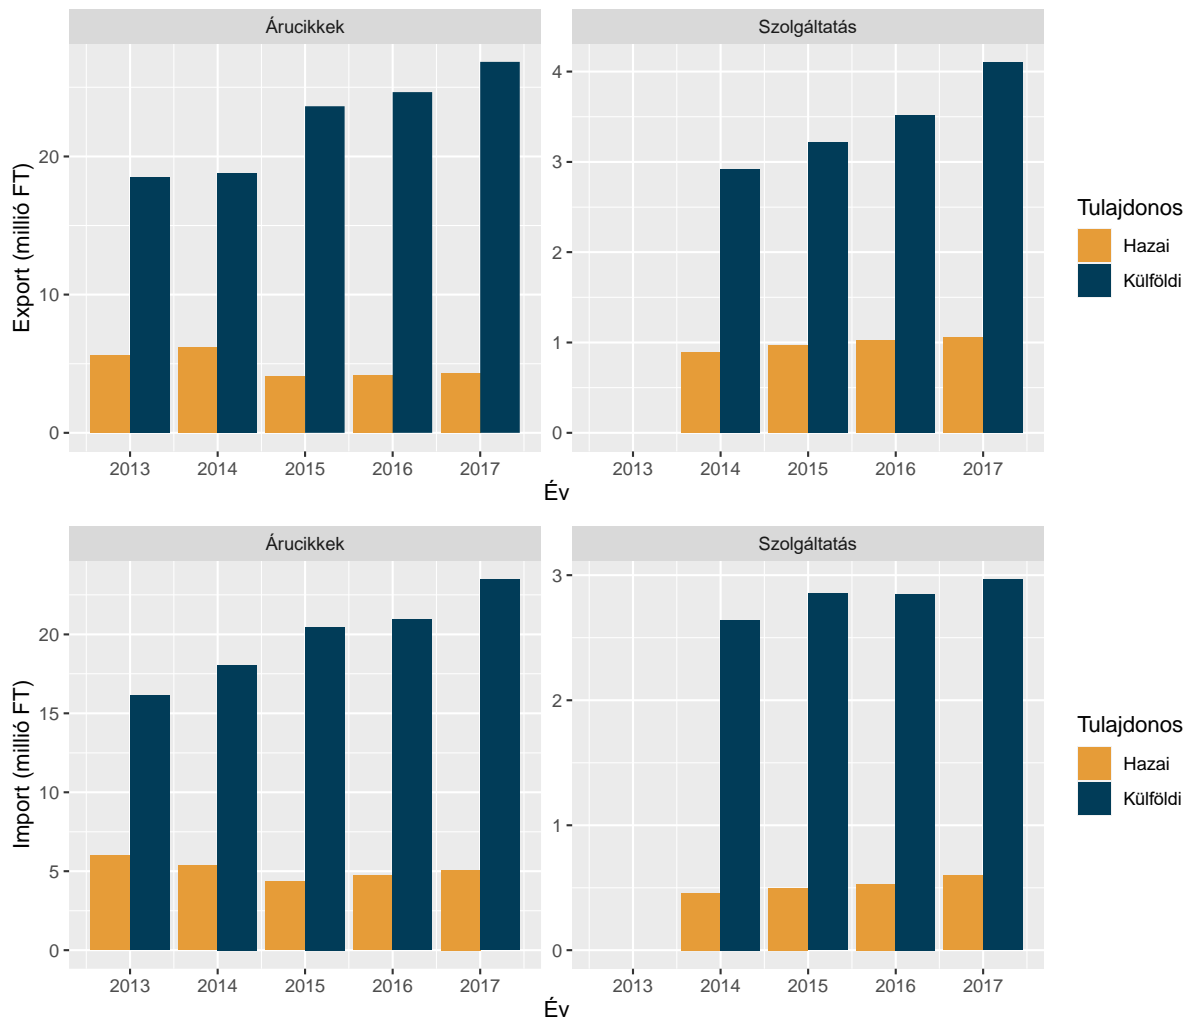 Árucikkek
Szolgáltatás
Export (millió FT)
20
10
0
4
3
2
1
0
2013 2014 2015 2016 2017
2013 2014 2015 2016 2017
Év
Tulajdonos
Hazai
Külföldi
Árucikkek
Szolgáltatás
Import (millió FT)
20
15
10
5
0
3
2
1
0
2013 2014 2015 2016 2017
2013 2014 2015 2016 2017
Év
Tulajdonos
Hazai
Külföldi